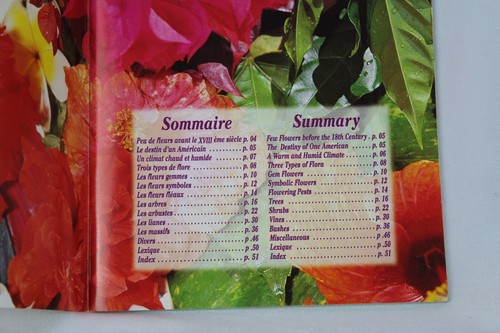 Sommaire
Peu de fleurs avant le XVIII ème siècle p. 04
Le destin d'un Américain ........ p. 05
Un climat chaud et humide ........ p. 07
Trois types de flore ........ p. 08
Les fleurs gemmes ........ p. 10
Les fleurs symboles ........ p. 12
Les fleurs fléaux ........ p. 14
Les arbres ........ p. 16
Les arbustes ........ p. 22
Les lianes ........ p. 30
Les massifs ........ p. 36
Divers ........ p .46
Lexique ........ p .50
Index ........ p. 51
Summary
Few Flowers before the 18th Century . p. 05
The Destiny of One American ........ p. 05
A Warm and Humid Climate ........ p. 06
Three Types of Flora ........ p. 08
Gem Flowers ........ p. 10
Symbolic Flowers ........ p. 12
Flowering Pests ........ p. 14
Trees ........ p. 16
Shrubs ........ p. 22
Vines ........ p. 30
Bashes ........ p. 36
Miscellaneous ........ p .46
Lexique ........ p .50
Index ........ p. 51